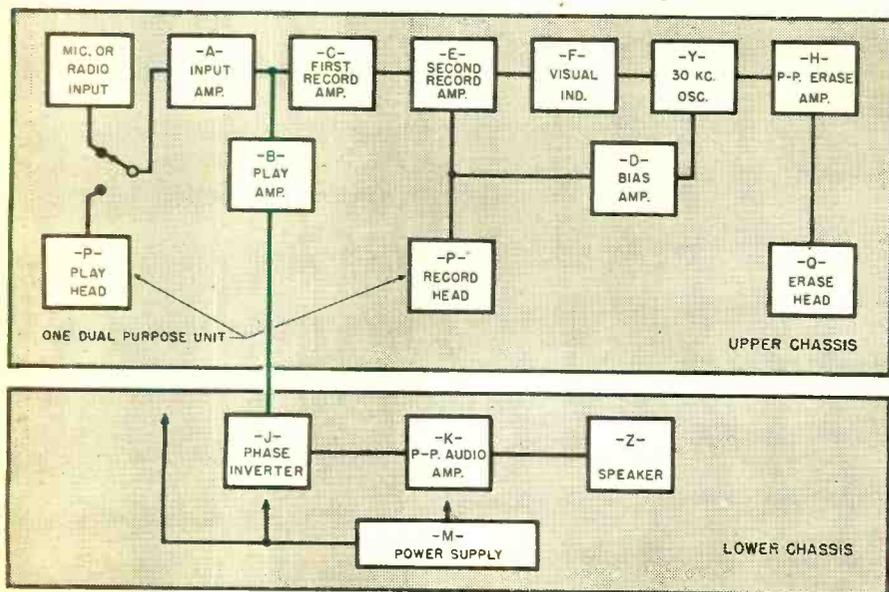 MIC. OR
RADIO
INPUT
-A-
INPUT
AMP.
-C-
FIRST
RECORD
AMP.
-E-
SECOND
RECORD
AMP.
-F-
VISUAL
IND.
-Y-
30 KC.
OSC.
-H-
P-P. ERASE
AMP.
-B-
PLAY
AMP.
-D-
BIAS
AMP.
-P-
PLAY
HEAD
-P-
RECORD
HEAD
-Q-
ERASE
HEAD
ONE DUAL PURPOSE UNIT
UPPER CHASSIS
-J-
PHASE
INVERTER
-K-
P-P. AUDIO
AMP.
-Z-
SPEAKER
-M-
POWER SUPPLY
LOWER CHASSIS